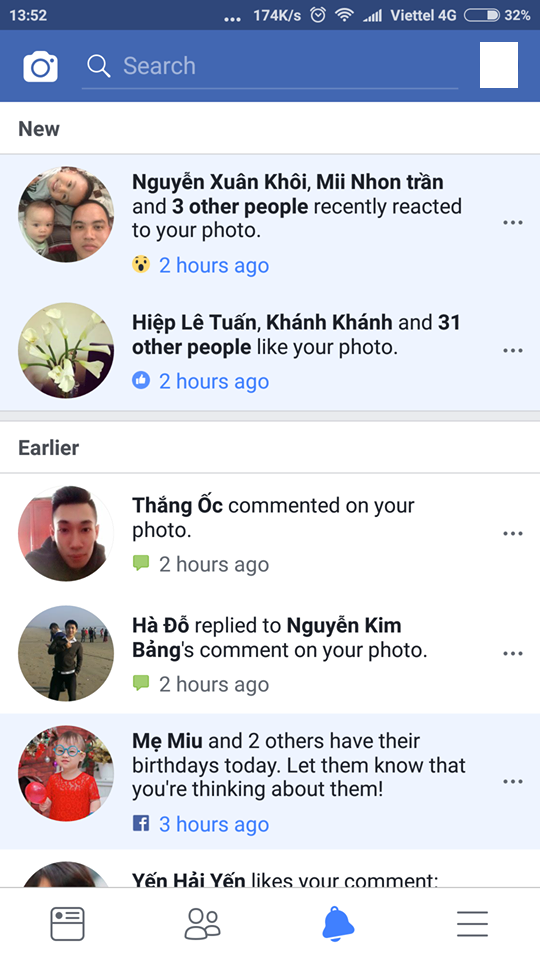 13:52 ... 174K/s Viettel 4G 32%
Search
New
Nguyễn Xuân Khôi, Mii Nhon trần
and 3 other people recently reacted
to your photo.
2 hours ago
Hiệp Lê Tuấn, Khánh Khánh and 31
other people like your photo.
2 hours ago
Earlier
Thắng Ốc commented on your
photo.
2 hours ago
Hà Đỗ replied to Nguyễn Kim
Bảng's comment on your photo.
2 hours ago
Mẹ Miu and 2 others have their
birthdays today. Let them know that
you're thinking about them!
3 hours ago
Yến Hải Yến likes your comment: